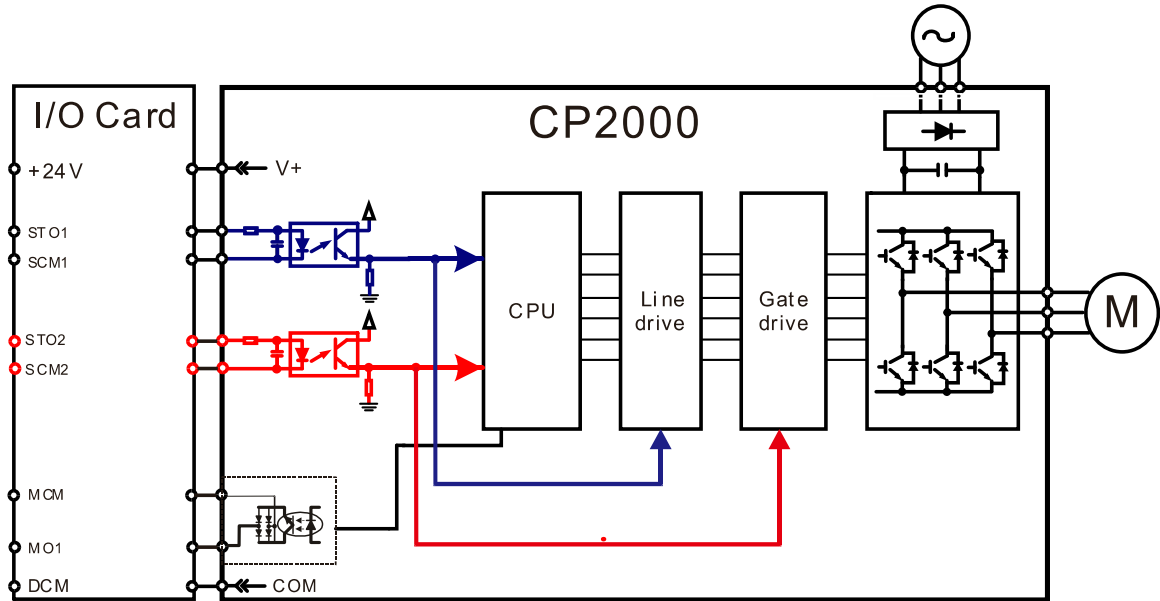 I/O Card
CP2000
+24V
V+
STO1
SCM1
STO2
SCM2
CPU
Line
drive
Gate
drive
M
MCM
MO1
DCM
COM